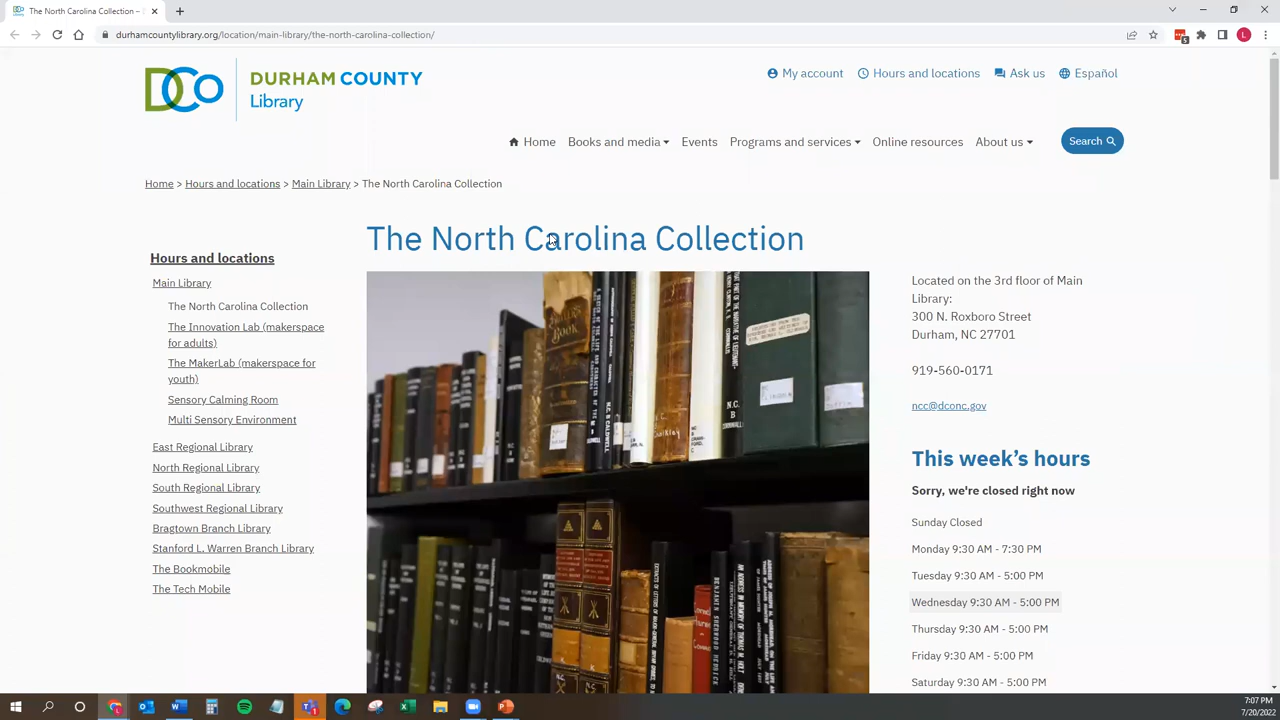 The North Carolina Collection –
durhamcountylibrary.org/location/main-library/the-north-carolina-collection/
5
L
DCO
DURHAM COUNTY
Library
My account
Hours and locations
Ask us
Español
Home
Books and media
Events
Programs and services
Online resources
About us
Search
Home > Hours and locations > Main Library > The North Carolina Collection
The North Carolina Collection
Hours and locations
Main Library
The North Carolina Collection
The Innovation Lab (makerspace
for adults)
The MakerLab (makerspace for
youth)
Sensory Calming Room
Multi Sensory Environment
East Regional Library
North Regional Library
South Regional Library
Southwest Regional Library
Bragtown Branch Library
Stanford L. Warren Branch Library
The Bookmobile
The Tech Mobile
Located on the 3rd floor of Main
Library:
300 N. Roxboro Street
Durham, NC 27701
919-560-0171
ncc@dconc.gov
This week's hours
Sorry, we're closed right now
Sunday Closed
Monday 9:30 AM - 7:30 PM
Tuesday 9:30 AM - 5:00 PM
Wednesday 9:30 AM - 5:00 PM
Thursday 9:30 AM - 5:00 PM
Friday 9:30 AM - 5:00 PM
Saturday 9:30 AM - 5:00 PM
7:07 PM
7/20/2022